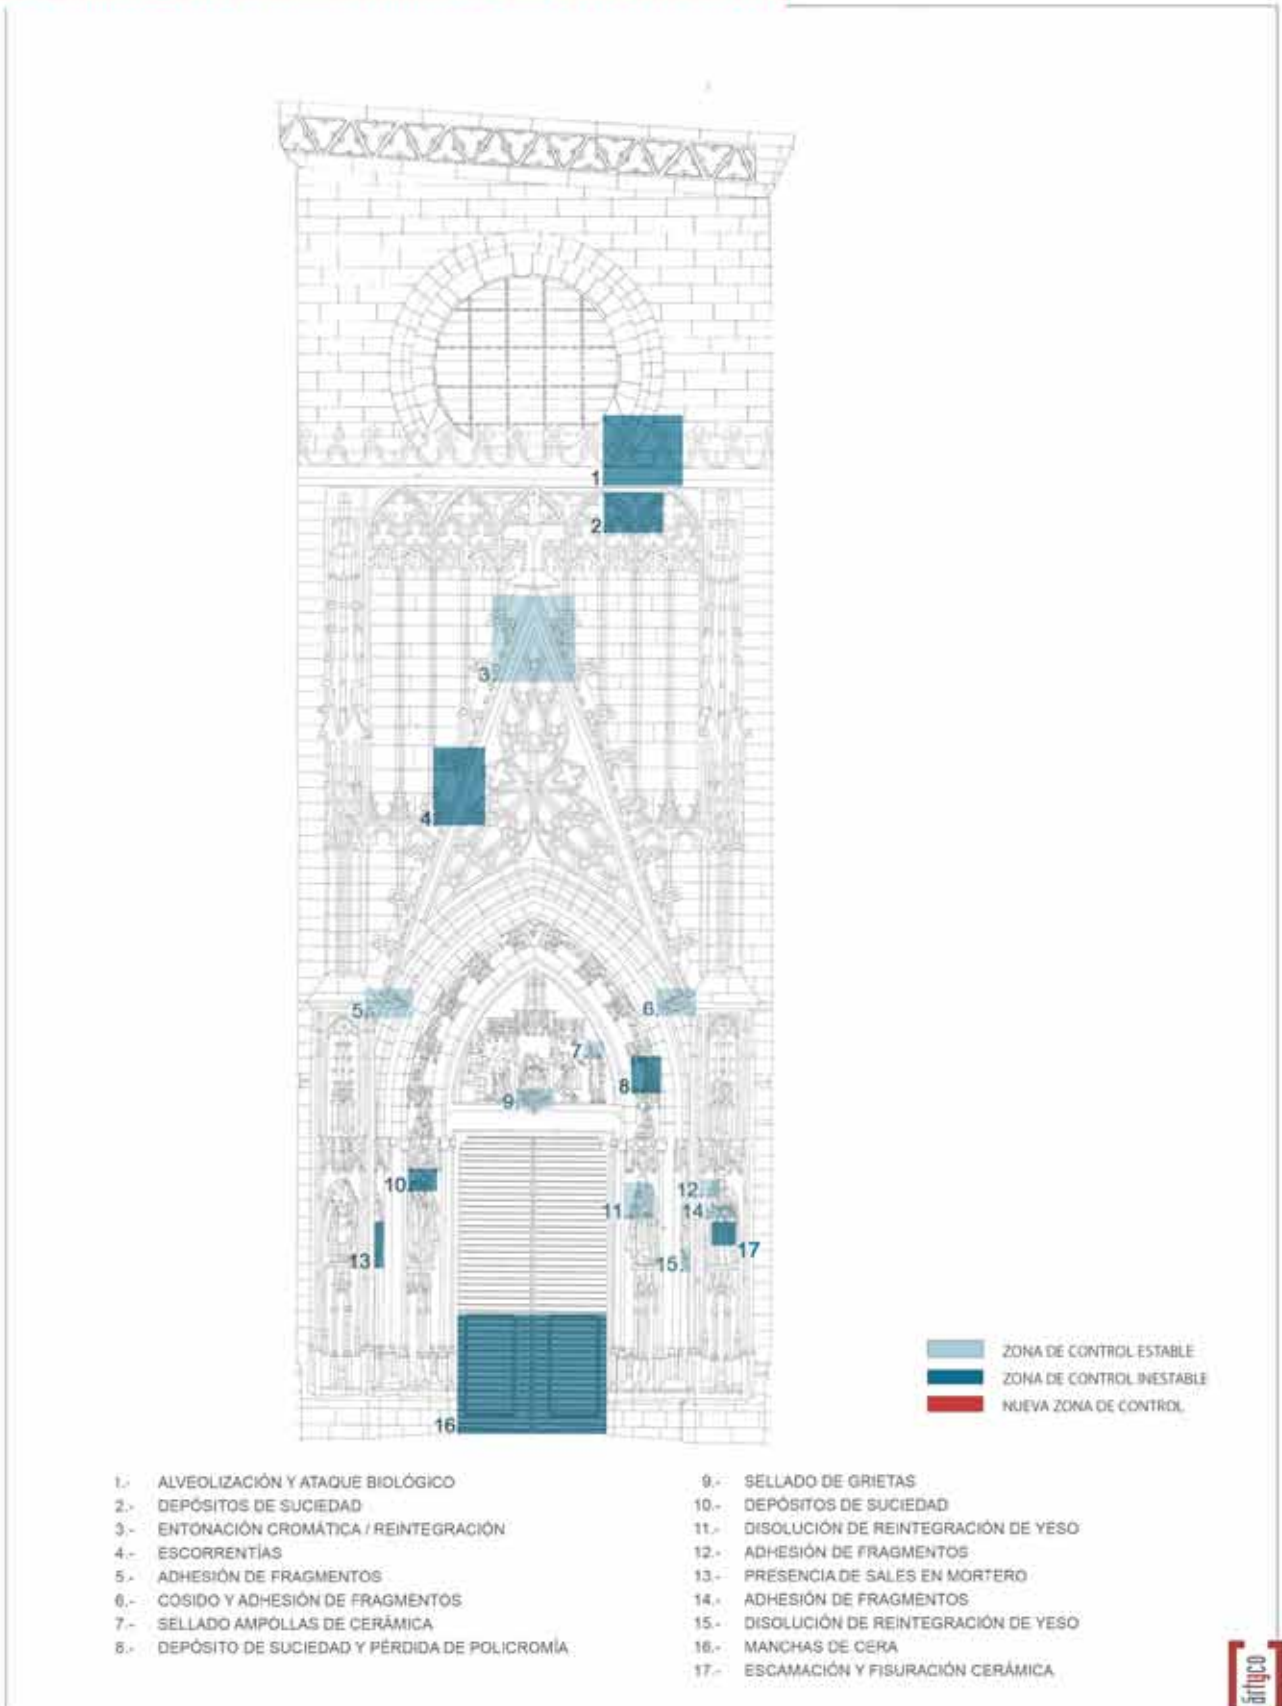 1.
2.
3.
4.
5.
6.
7.
8.
9.
10.
11.
12.
14.
13
17
15.
16.
ZONA DE CONTROL ESTABLE
ZONA DE CONTROL INESTABLE
NUEVA ZONA DE CONTROL
1.- ALVEOLIZACIÓN Y ATAQUE BIOLÓGICO
2.- DEPÓSITOS DE SUCIEDAD
3.- ENTONACIÓN CROMÁTICA / REINTEGRACIÓN
4.- ESCORRENTÍAS
5.- ADHESIÓN DE FRAGMENTOS
6.- COSIDO Y ADHESIÓN DE FRAGMENTOS
7.- SELLADO AMPOLLAS DE CERÁMICA
8.- DEPÓSITO DE SUCIEDAD Y PÉRDIDA DE POLICROMÍA
9.- SELLADO DE GRIETAS
10.- DEPÓSITOS DE SUCIEDAD
11.- DISOLUCIÓN DE REINTEGRACIÓN DE YESO
12.- ADHESIÓN DE FRAGMENTOS
13.- PRESENCIA DE SALES EN MORTERO
14.- ADHESIÓN DE FRAGMENTOS
15.- DISOLUCIÓN DE REINTEGRACIÓN DE YESO
16.- MANCHAS DE CERA
17.- ESCAMACIÓN Y FISURACIÓN CERÁMICA
artyco